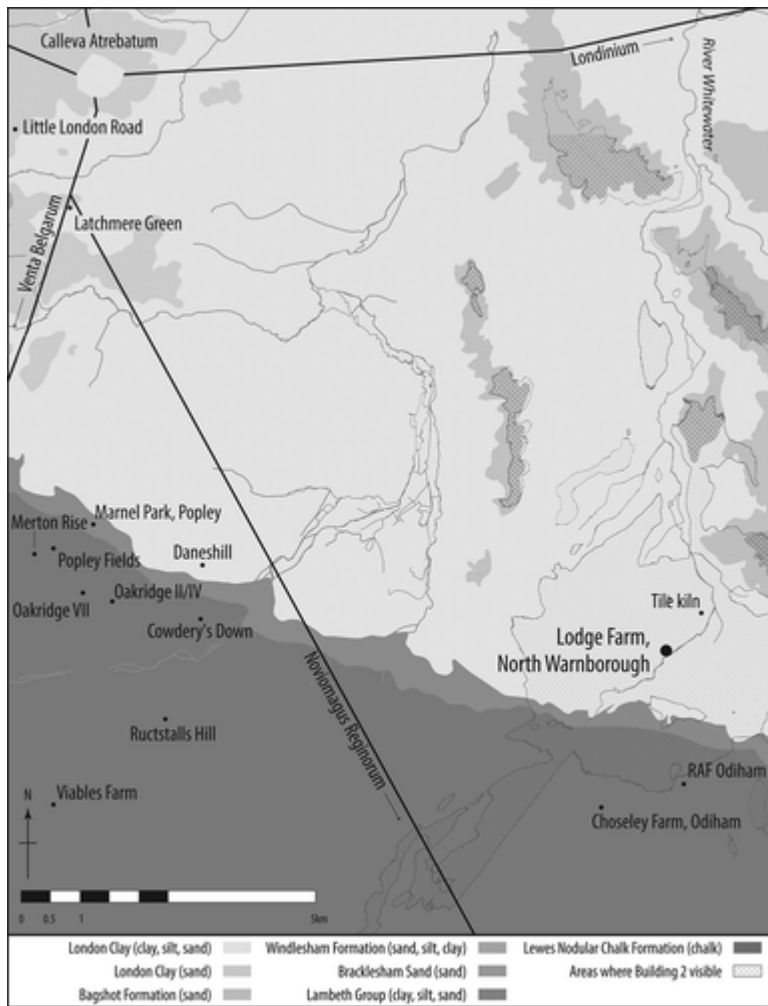 Calleva Atrebatum
Londinium
River Whitewater
Little London Road
Latchmere Green
Venta Belgarum
Marnel Park, Popley
Merton Rise
Popley Fields
Daneshill
Oakridge VII
Oakridge II/IV
Cowdery's Down
Tile kiln
Lodge Farm,
North Warnborough
Noviomagus Reginorum
Ructstalls Hill
RAF Odiham
Viables Farm
Choseley Farm, Odiham
N
0 0.5 1 5km
London Clay (clay, silt, sand)
London Clay (sand)
Bagshot Formation (sand)
Windlesham Formation (sand, silt, clay)
Bracklesham Sand (sand)
Lambeth Group (clay, silt, sand)
Lewes Nodular Chalk Formation (chalk)
Areas where Building 2 visible